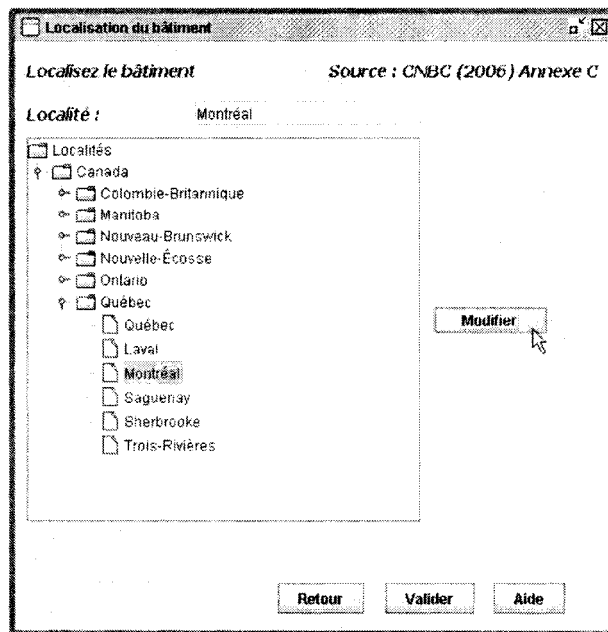 Localisation du bâtiment
Localisez le bâtiment Source : CNBC (2006) Annexe C
Localité : Montréal
Localités
Canada
Colombie-Britannique
Manitoba
Nouveau-Brunswick
Nouvelle-Écosse
Ontario
Québec
Modifier
Québec
Laval
Montréal
Saguenay
Sherbrooke
Trois-Rivières
Retour Valider Aide